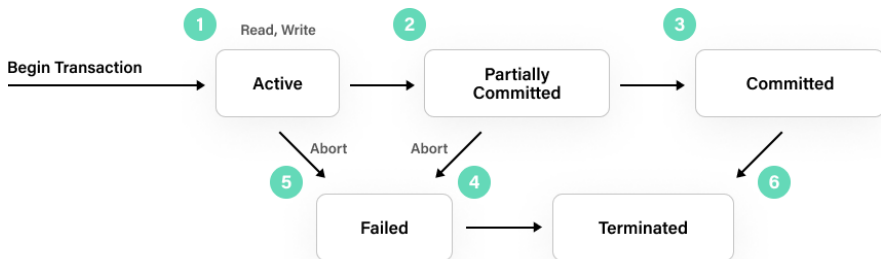 1
Read, Write
2
3
Begin Transaction
Active
Partially
Committed
Committed
Abort
Abort
5
4
6
Failed
Terminated